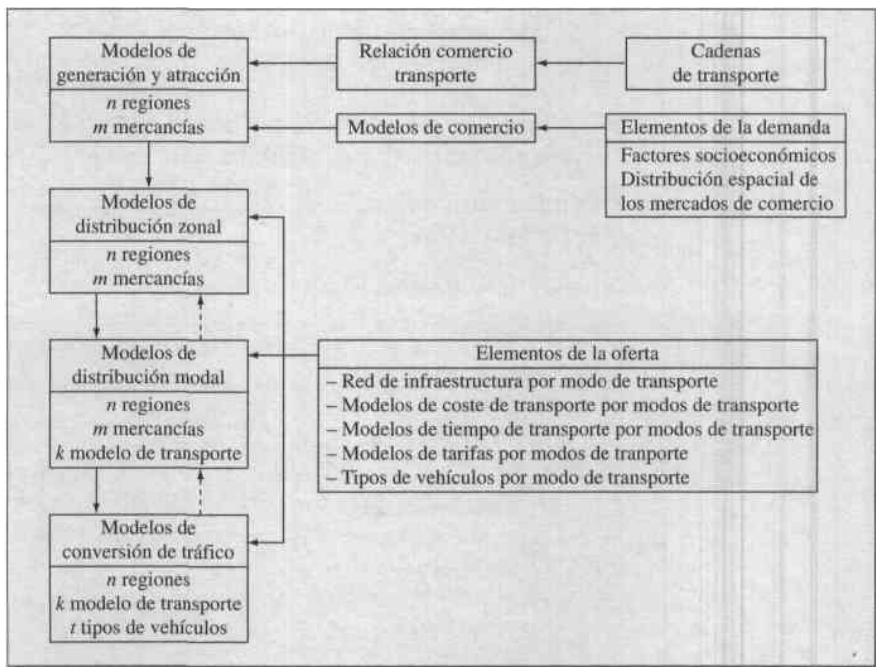 Modelos de
generación y atracción
n regiones
m mercancías
Relación comercio
transporte
Cadenas
de transporte
Modelos de comercio
Elementos de la demanda
Factores socioeconómicos
Distribución espacial de
los mercados de comercio
Modelos de
distribución zonal
n regiones
m mercancías
Modelos de
distribución modal
n regiones
m mercancías
k modelo de transporte
Elementos de la oferta
– Red de infraestructura por modo de transporte
– Modelos de coste de transporte por modos de transporte
– Modelos de tiempo de transporte por modos de transporte
– Modelos de tarifas por modos de tranporte
– Tipos de vehículos por modo de tranporte
Modelos de
conversión de tráfico
n regiones
k modelo de transporte
t tipos de vehículos